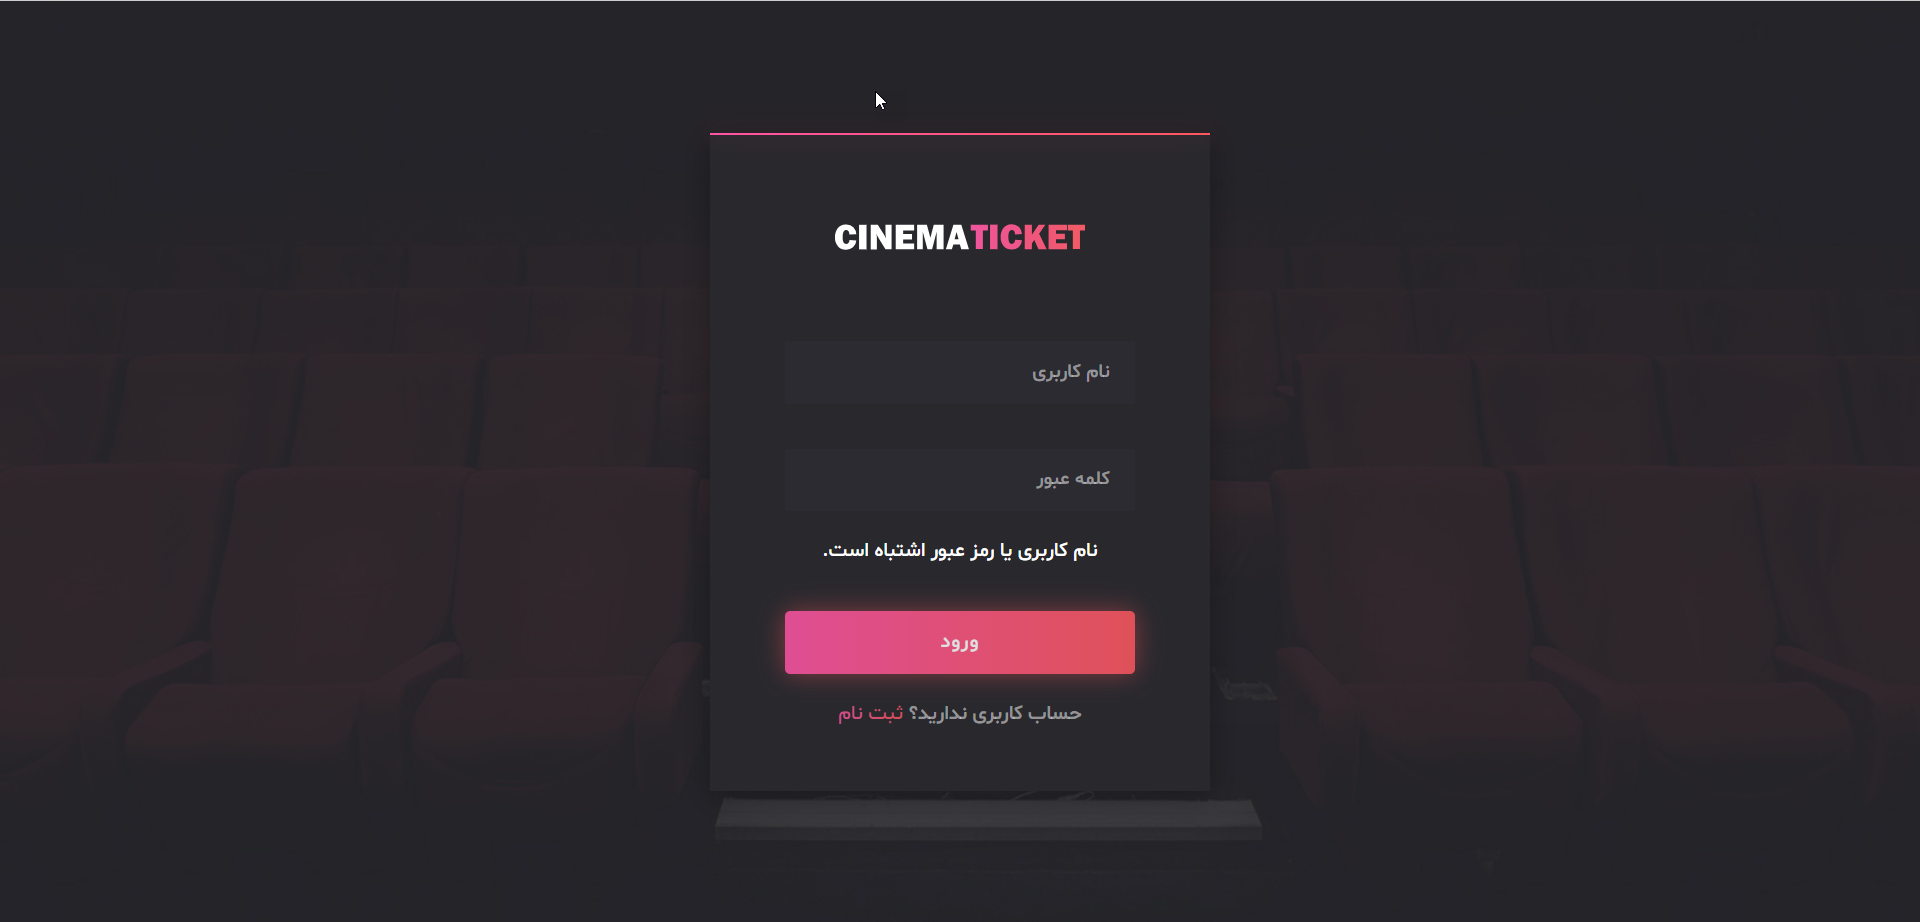 CINEMATICKET
نام کاربری
کلمه عبور
نام کاربری یا رمز عبور اشتباه است.
ورود
حساب کاربری ندارید؟ ثبت نام